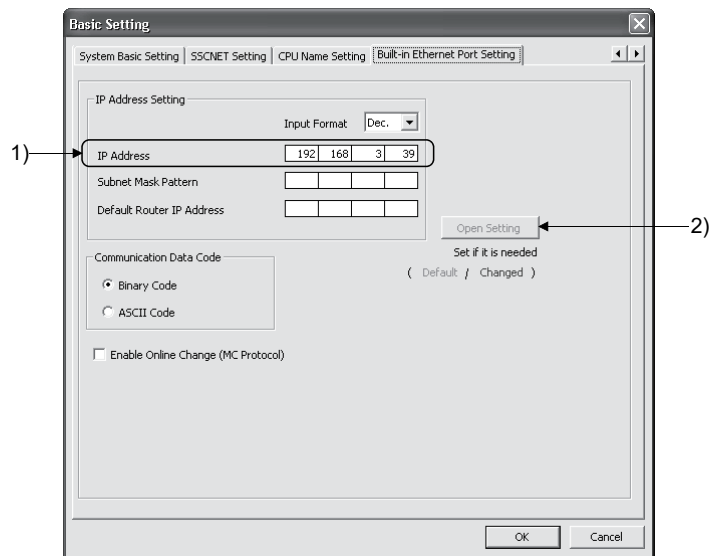 Basic Setting
System Basic Setting SSCNET Setting CPU Name Setting Built-in Ethernet Port Setting
IP Address Setting
Input Format Dec.
1)
IP Address 192 168 3 39
Subnet Mask Pattern
Default Router IP Address
Open Setting
2)
Set if it is needed
( Default / Changed )
Communication Data Code
Binary Code
ASCII Code
Enable Online Change (MC Protocol)
OK Cancel